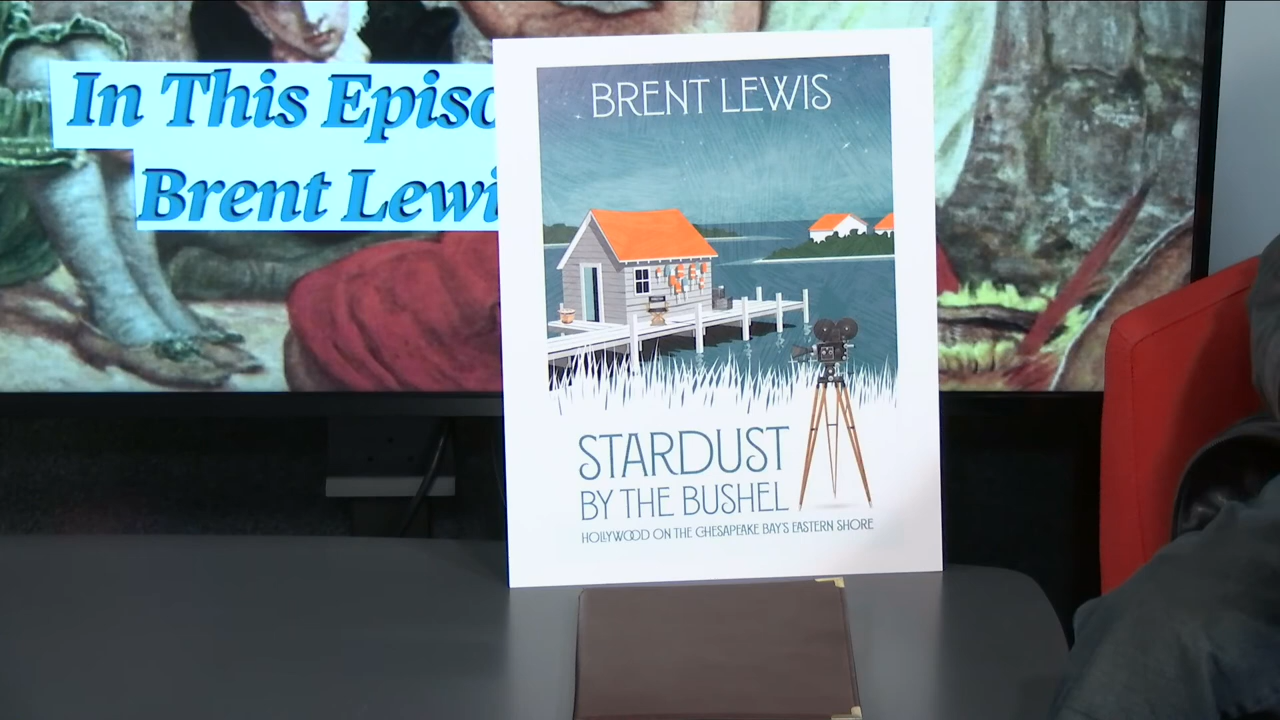 In This Episo
Brent Lewi
BRENT LEWIS
STARDUST
BY THE BUSHEL
HOLLYWOOD ON THE CHESAPEAKE BAY'S EASTERN SHORE